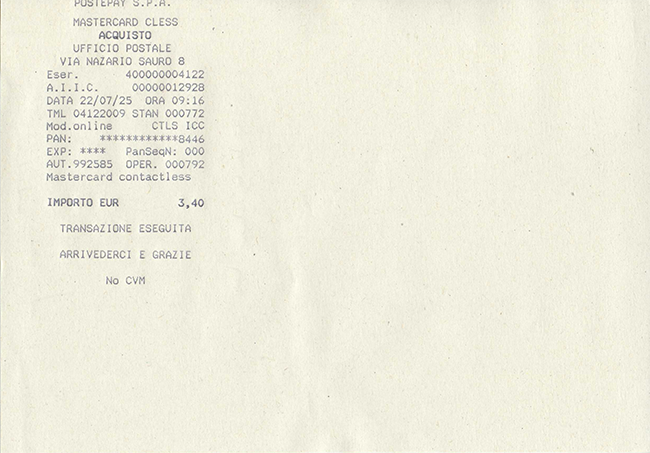 POSTEPAY S.P.A.
MASTERCARD CLESS
ACQUISTO
UFFICIO POSTALE
VIA NAZARIO SAURO 8
Eser. 400000004122
A.I.I.C. 00000012928
DATA 22/07/25 ORA 09:16
TML 04122009 STAN 000772
Mod.online CTLS ICC
PAN: ************8446
EXP: **** PanSeqN: 000
AUT.992585 OPER. 000792
Mastercard contactless
IMPORTO EUR 3,40
TRANSAZIONE ESEGUITA
ARRIVEDERCI E GRAZIE
No CVM